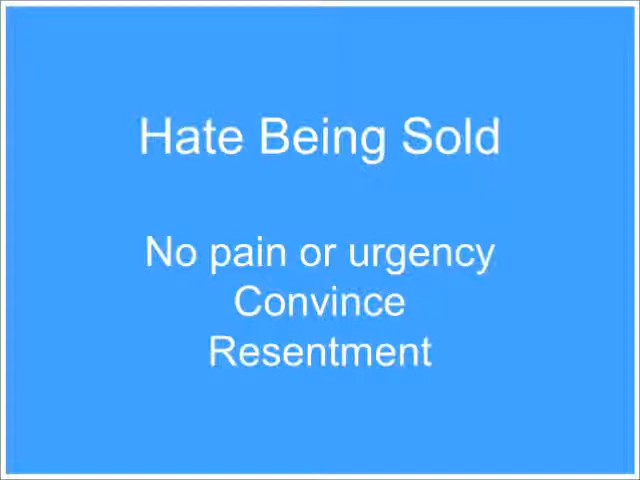 Hate Being Sold
No pain or urgency
Convince
Resentment